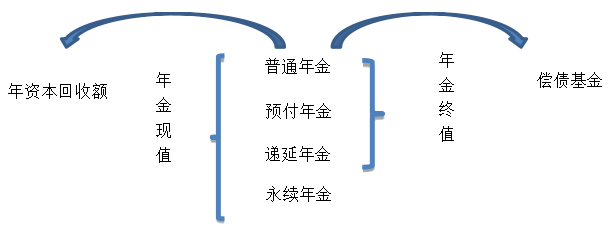 年资本回收额
年金现值
普通年金
预付年金
递延年金
永续年金
年金终值
偿债基金